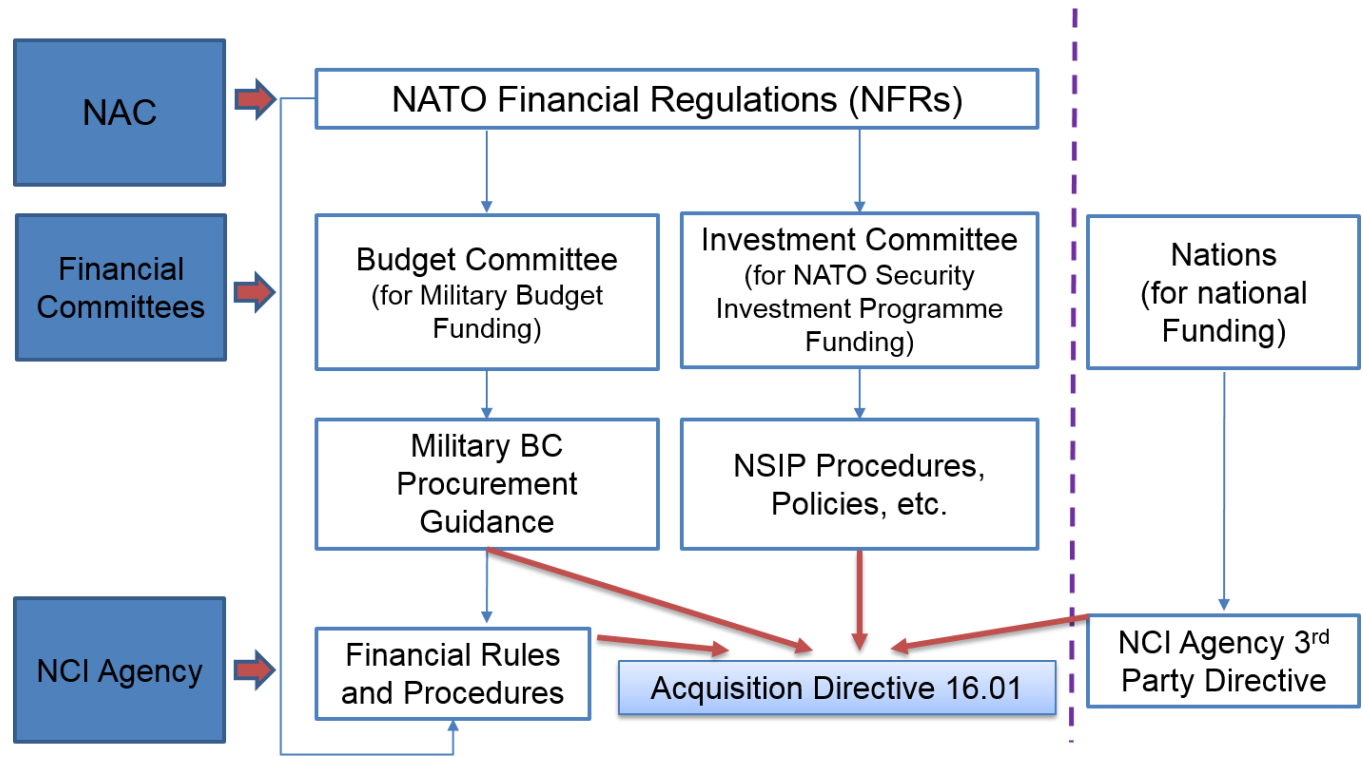 NAC
NATO Financial Regulations (NFRs)
Financial
Committees
Budget Committee
(for Military Budget
Funding)
Investment Committee
(for NATO Security
Investment Programme
Funding)
Nations
(for national
Funding)
Military BC
Procurement
Guidance
NSIP Procedures,
Policies, etc.
NCI Agency
Financial Rules
and Procedures
Acquisition Directive 16.01
NCI Agency 3rd
Party Directive